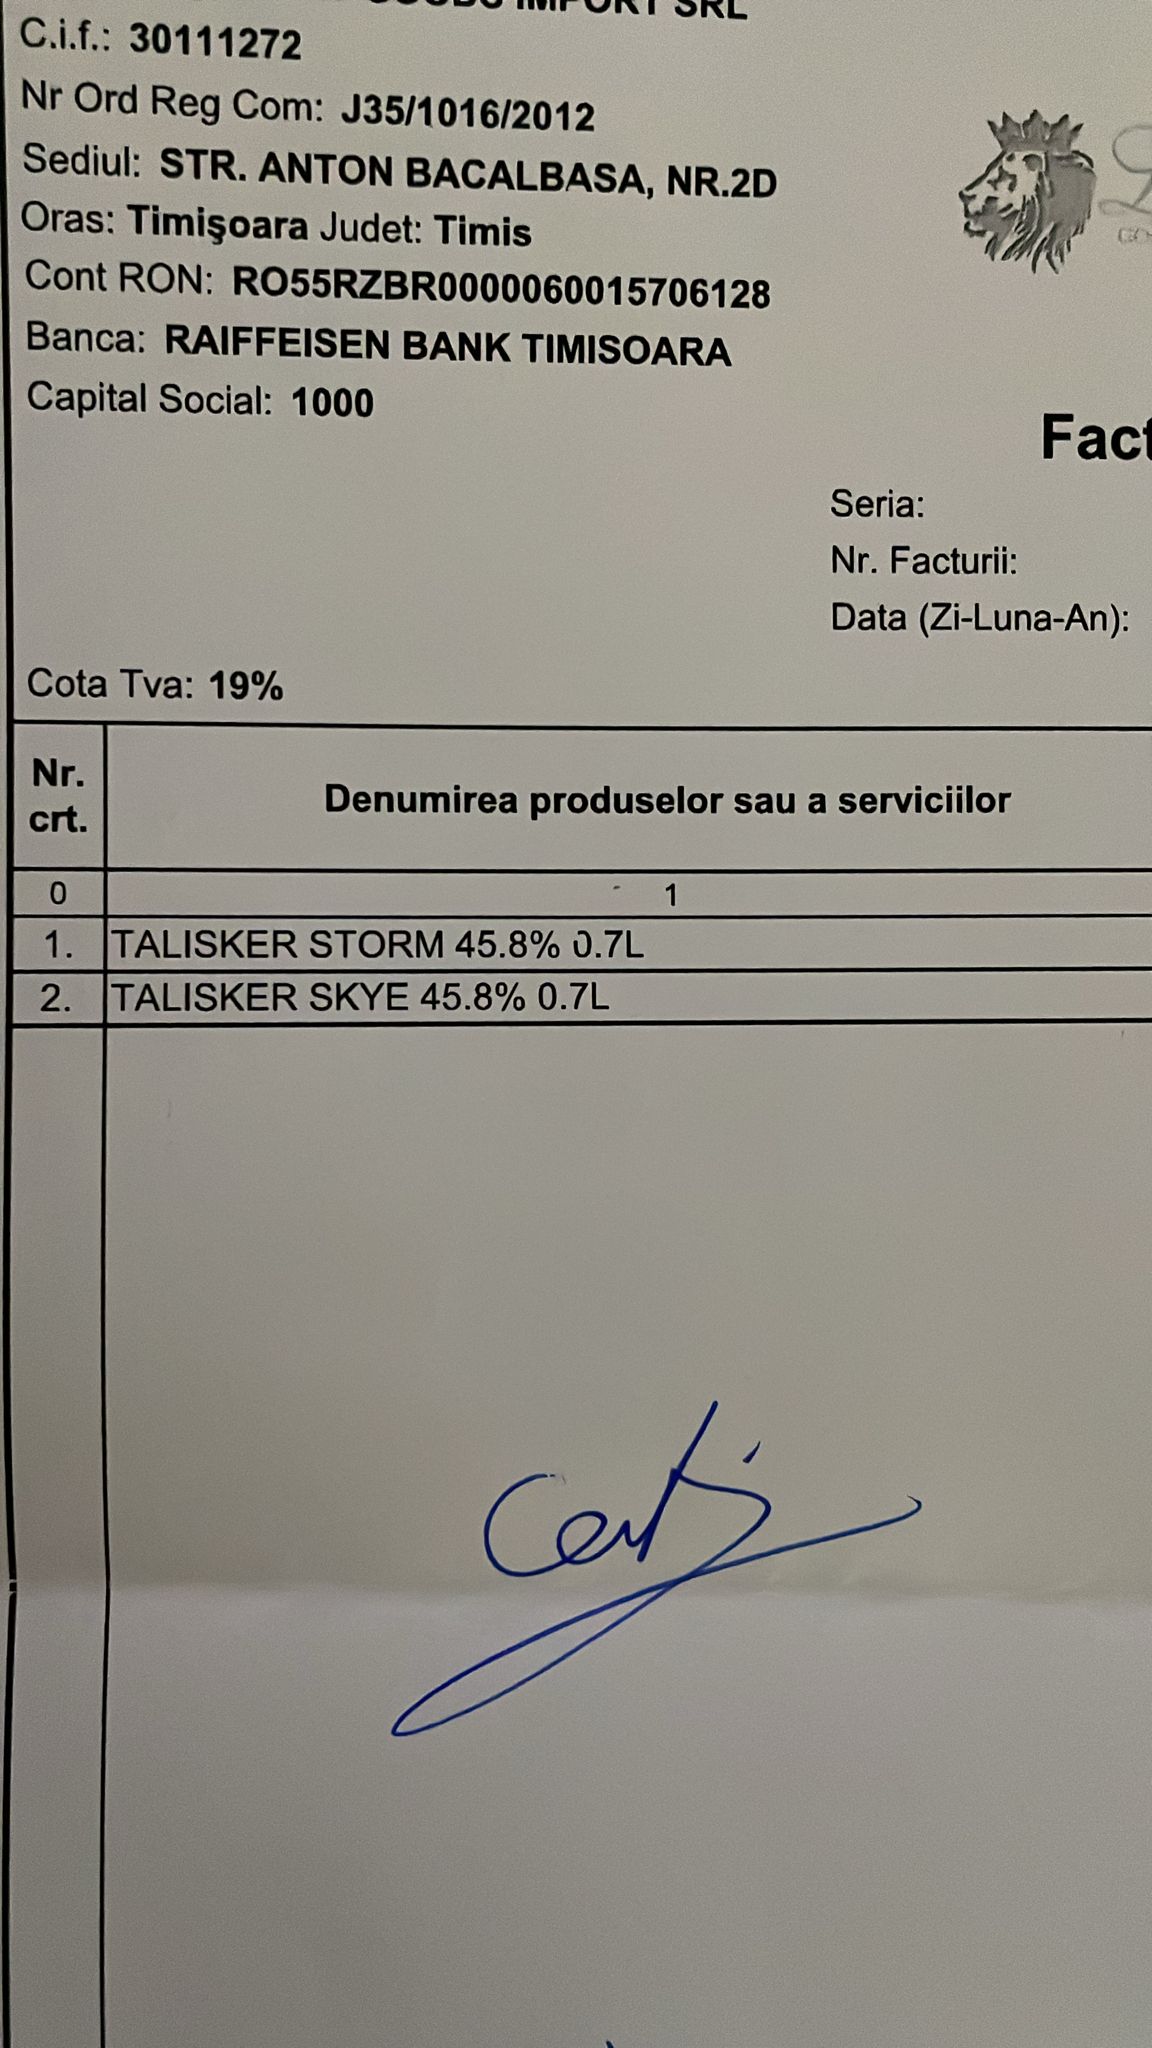 IMPORT SRL
C.i.f.: 30111272
Nr Ord Reg Com: J35/1016/2012
Sediul: STR. ANTON BACALBASA, NR.2D
Oras: Timişoara Judet: Timis
Cont RON: RO55RZBR0000060015706128
Banca: RAIFFEISEN BANK TIMISOARA
Capital Social: 1000
Fact
Seria:
Nr. Facturii:
Data (Zi-Luna-An):
Cota Tva: 19%
Nr.
crt.
Denumirea produselor sau a serviciilor
0 1
1. TALISKER STORM 45.8% 0.7L
2. TALISKER SKYE 45.8% 0.7L